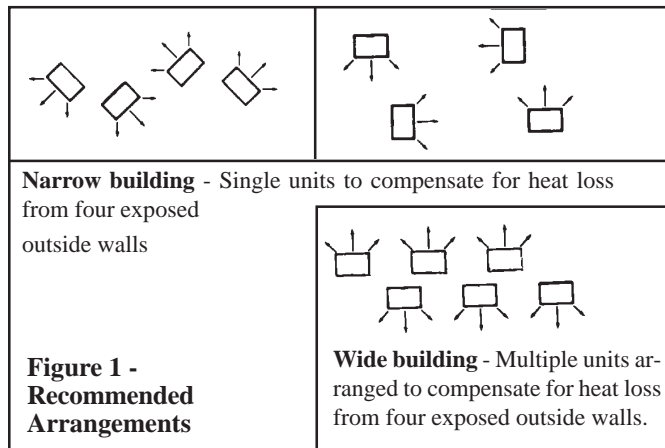 Narrow building - Single units to compensate for heat loss
from four exposed
outside walls
Figure 1 -
Recommended
Arrangements
Wide building - Multiple units ar-
ranged to compensate for heat loss
from four exposed outside walls.